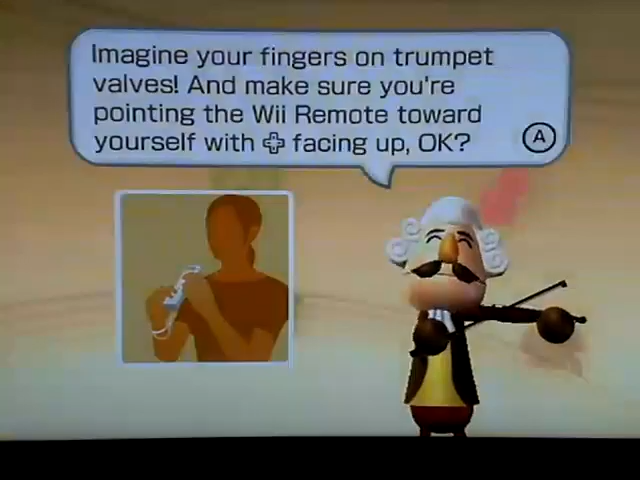 Imagine your fingers on trumpet
valves! And make sure you're
pointing the Wii Remote toward
yourself with ✚ facing up, OK?
A